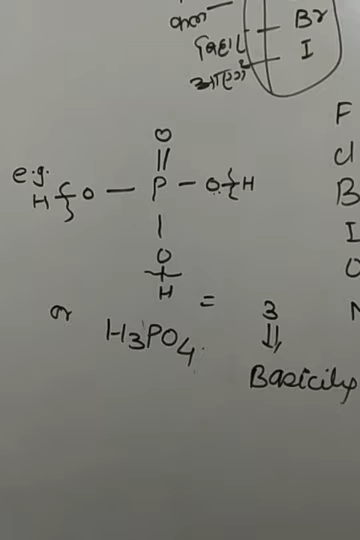 Br
I
F
Cl
B
I
O
N
e.g.
O
H O — P — O H
O
H
or H3PO4 = 3
Basicity